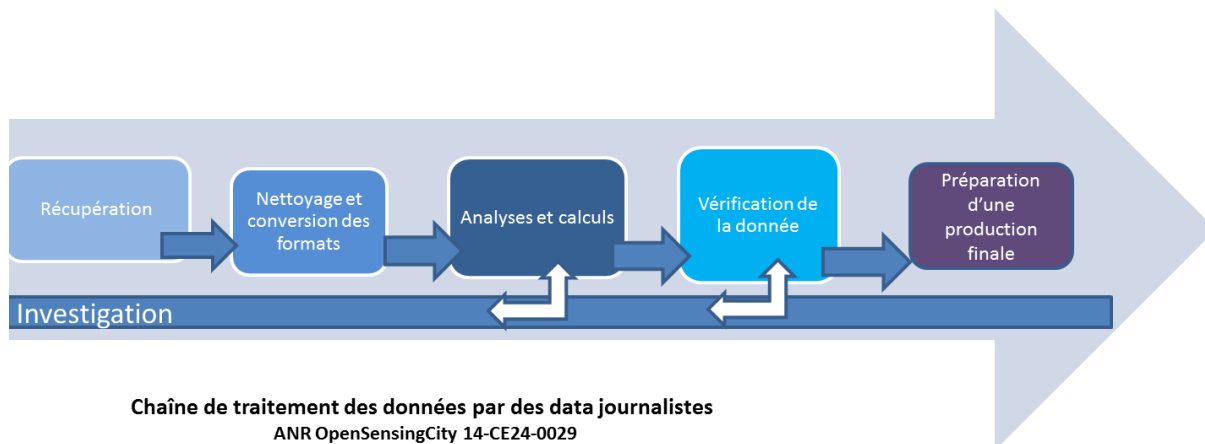 Récupération
Nettoyage et
conversion des
formats
Analyses et calculs
Vérification de
la donnée
Préparation
d'une
production
finale
Investigation
Chaîne de traitement des données par des data journalistes
ANR OpenSensingCity 14-CE24-0029